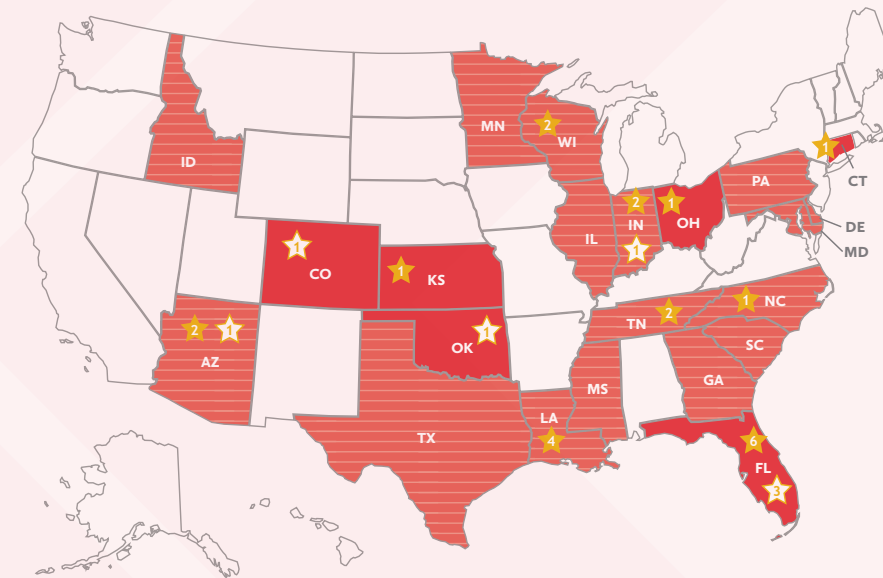 MN
2
WI
ID
1
CT
PA
2
1
IN
OH
IL
1
DE
MD
1
CO
1
KS
2
1
AZ
1
OK
2
TN
1
NC
SC
GA
MS
LA
4
TX
6
FL
3